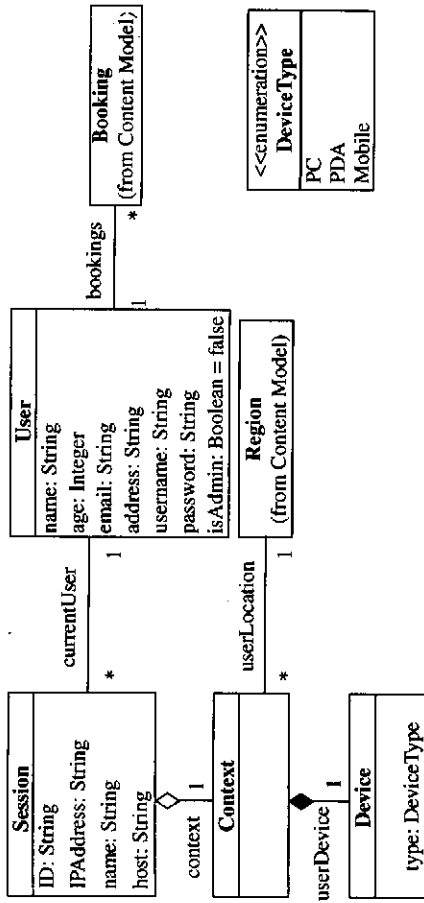 Session
ID: String
IPAddress: String
name: String
host: String
currentUser
*
1
User
name: String
age: Integer
email: String
address: String
username: String
password: String
isAdmin: Boolean = false
bookings
1
*
Booking
(from Content Model)
context
1
Context
userLocation
*
1
Region
(from Content Model)
userDevice
1
Device
type: DeviceType
<<enumeration>>
DeviceType
PC
PDA
Mobile